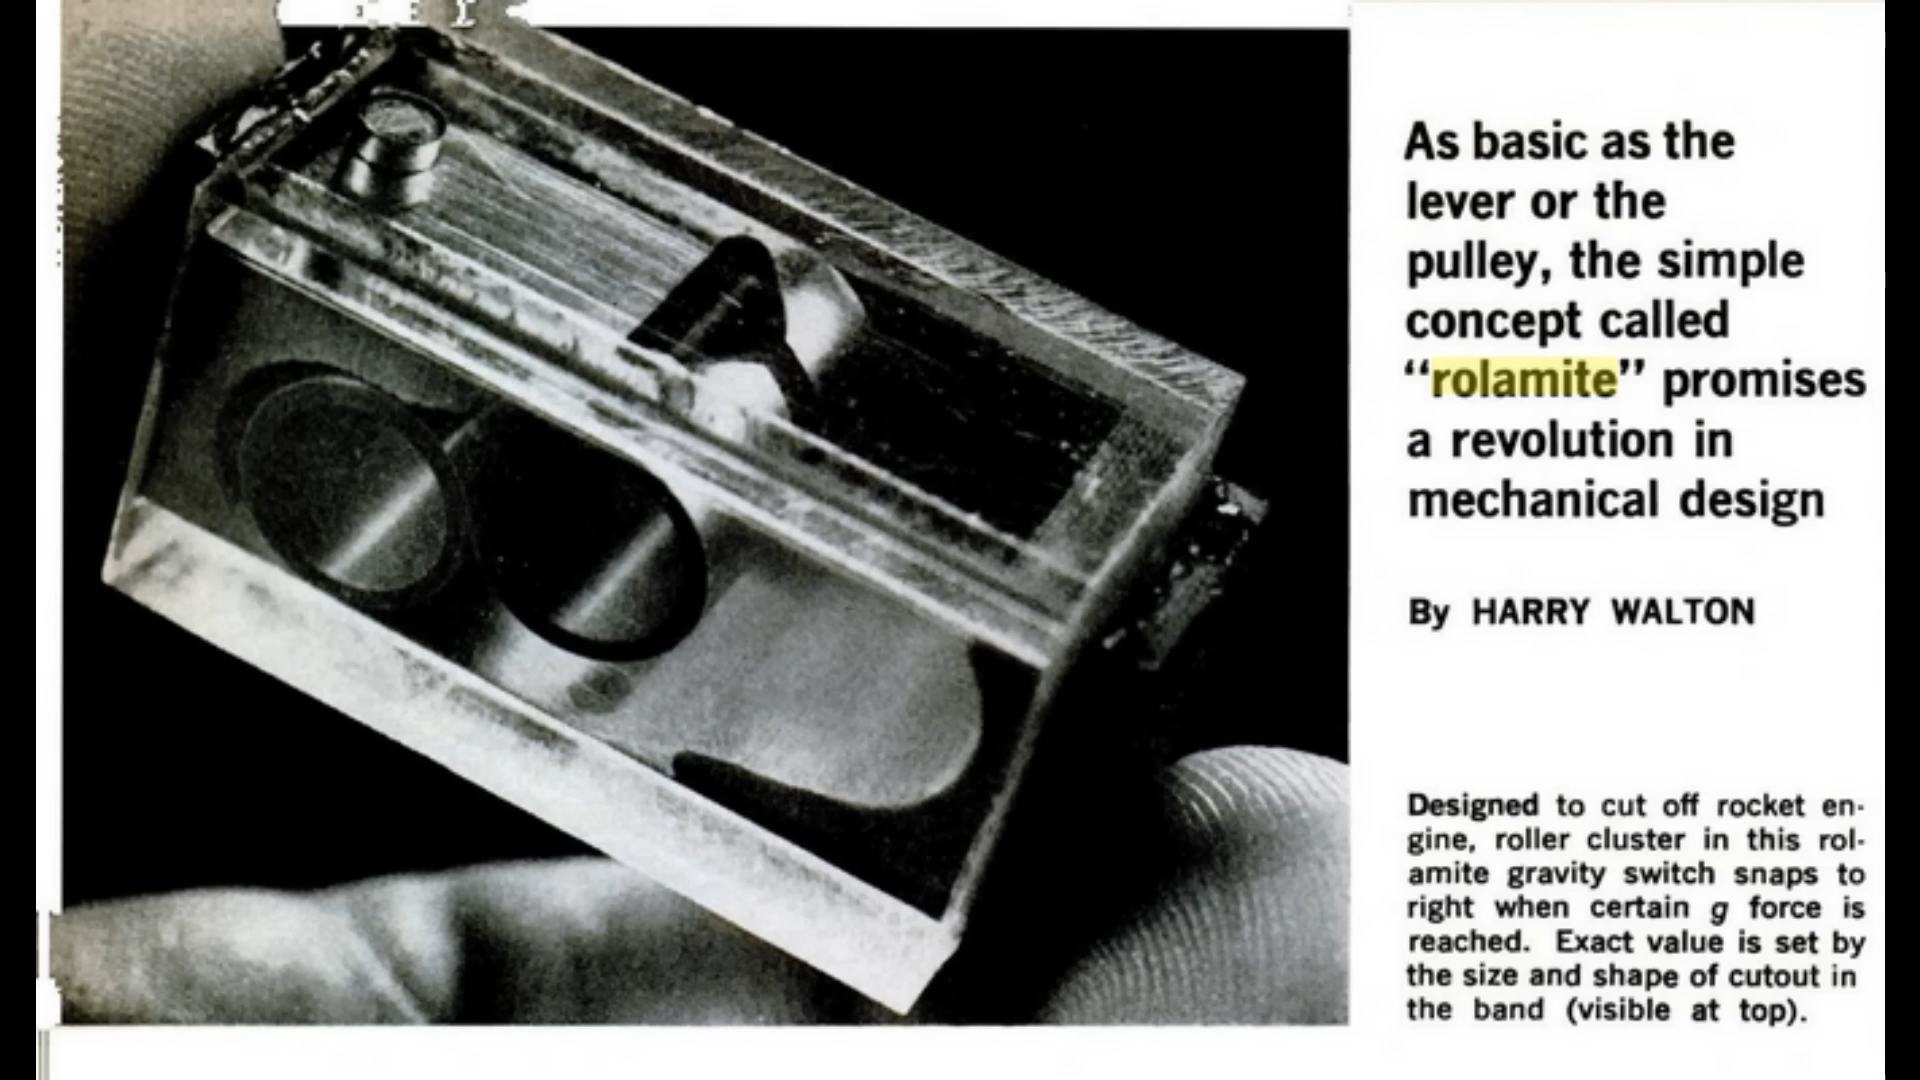 As basic as the
lever or the
pulley, the simple
concept called
“rolamite” promises
a revolution in
mechanical design
By HARRY WALTON
Designed to cut off rocket en-
gine, roller cluster in this rol-
amite gravity switch snaps to
right when certain g force is
reached. Exact value is set by
the size and shape of cutout in
the band (visible at top).